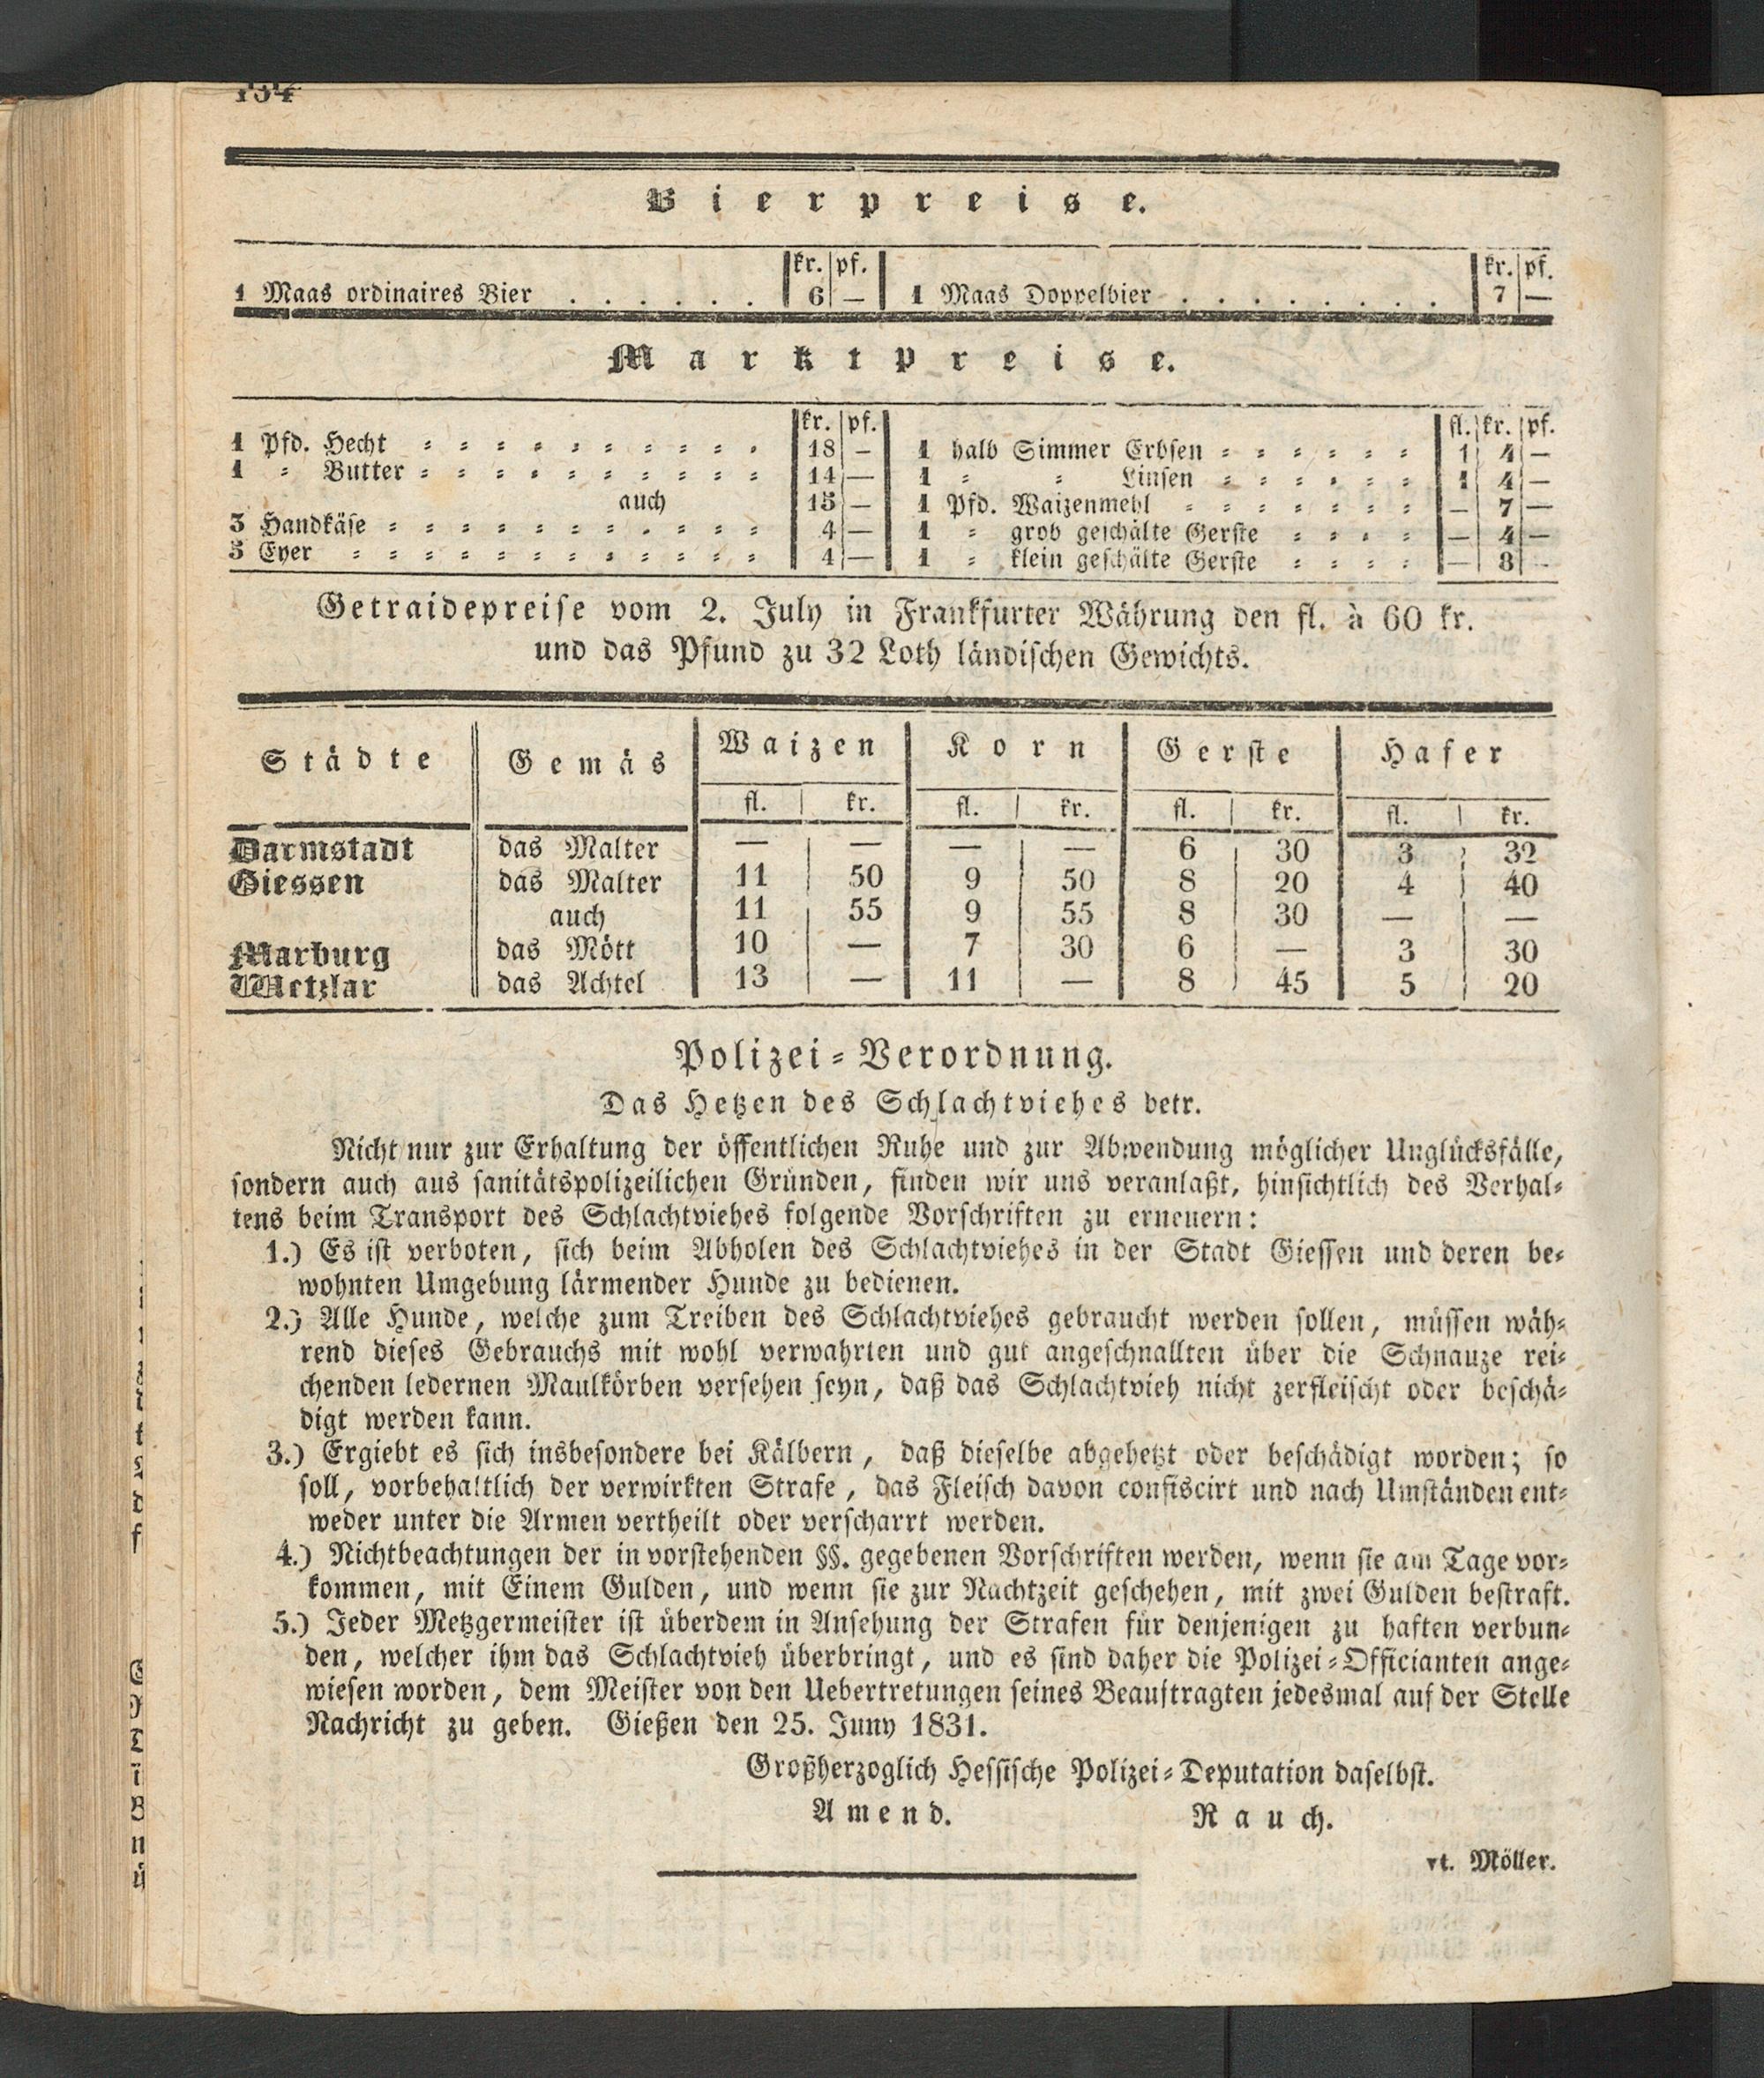 134
Bierpreise.
kr. pf. kr. pf.
1 Maas ordinaires Bier . . . . . . 6 — 1 Maas Doppelbier . . . . . . . . 7 —
Marktpreise.
kr. pf. fl. kr. pf.
1 Pfd. Hecht 18 — 1 halb Simmer Erbsen 1 4 —
1 = Butter 14 — 1 = = Linsen 1 4 —
auch 15 — 1 Pfd. Waizenmehl — 7 —
3 Handkäse 4 — 1 = grob geschälte Gerste — 4 —
5 Eyer 4 — 1 = klein geschälte Gerste — 8 —
Getraidepreise vom 2. July in Frankfurter Währung den fl. à 60 kr.
und das Pfund zu 32 Loth ländischen Gewichts.
Städte Gemäs Waizen Korn Gerste Hafer
fl. kr. fl. kr. fl. kr. fl. kr.
Darmstadt das Malter — — — — 6 30 3 32
Giessen das Malter 11 50 9 50 8 20 4 40
auch 11 55 9 55 8 30 — —
Marburg das Mött 10 — 7 30 6 — 3 30
Wetzlar das Achtel 13 — 11 — 8 45 5 20
Polizei=Verordnung.
Das Hetzen des Schlachtviehes betr.
Nicht nur zur Erhaltung der öffentlichen Ruhe und zur Abwendung möglicher Unglücksfälle,
sondern auch aus sanitätspolizeilichen Gründen, finden wir uns veranlaßt, hinsichtlich des Verhal=
tens beim Transport des Schlachtviehes folgende Vorschriften zu erneuern:
1.) Es ist verboten, sich beim Abholen des Schlachtviehes in der Stadt Giessen und deren be=
wohnten Umgebung lärmender Hunde zu bedienen.
2.) Alle Hunde, welche zum Treiben des Schlachtviehes gebraucht werden sollen, müssen wäh=
rend dieses Gebrauchs mit wohl verwahrten und gut angeschnallten über die Schnauze rei=
chenden ledernen Maulkörben versehen seyn, daß das Schlachtvieh nicht zerfleischt oder beschä=
digt werden kann.
3.) Ergiebt es sich insbesondere bei Kälbern, daß dieselbe abgehetzt oder beschädigt worden; so
soll, vorbehaltlich der verwirkten Strafe, das Fleisch davon confiscirt und nach Umständen ent=
weder unter die Armen vertheilt oder verscharrt werden.
4.) Nichtbeachtungen der in vorstehenden §§. gegebenen Vorschriften werden, wenn sie am Tage vor=
kommen, mit Einem Gulden, und wenn sie zur Nachtzeit geschehen, mit zwei Gulden bestraft.
5.) Jeder Metzgermeister ist überdem in Ansehung der Strafen für denjenigen zu haften verbun=
den, welcher ihm das Schlachtvieh überbringt, und es sind daher die Polizei=Officianten ange=
wiesen worden, dem Meister von den Uebertretungen seines Beauftragten jedesmal auf der Stelle
Nachricht zu geben. Gießen den 25. Juny 1831.
Großherzoglich Hessische Polizei=Deputation daselbst.
Amend. Rauch.
vt. Möller.